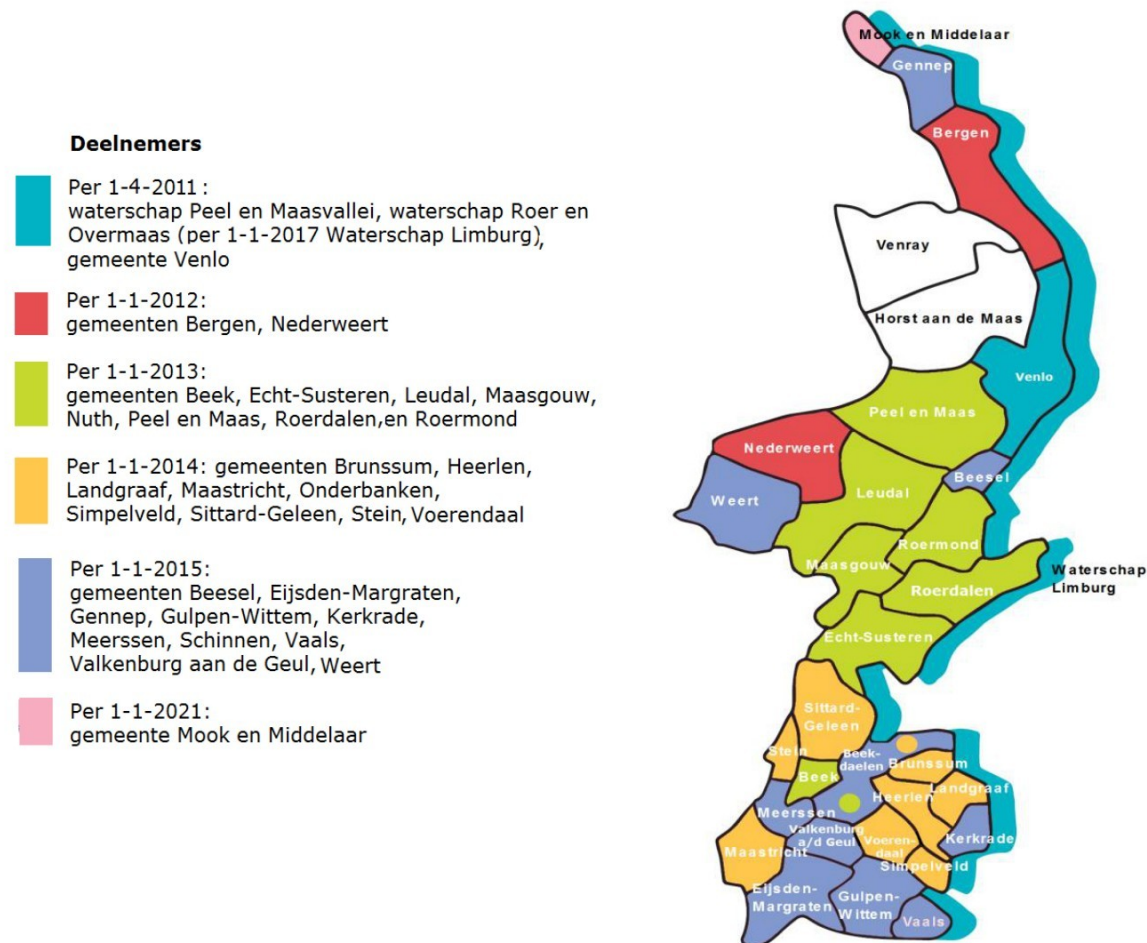 Deelnemers
Per 1-4-2011:
waterschap Peel en Maasvallei, waterschap Roer en
Overmaas (per 1-1-2017 Waterschap Limburg),
gemeente Venlo
Per 1-1-2012:
gemeenten Bergen, Nederweert
Per 1-1-2013:
gemeenten Beek, Echt-Susteren, Leudal, Maasgouw,
Nuth, Peel en Maas, Roerdalen,en Roermond
Per 1-1-2014: gemeenten Brunssum, Heerlen,
Landgraaf, Maastricht, Onderbanken,
Simpelveld, Sittard-Geleen, Stein, Voerendaal
Per 1-1-2015:
gemeenten Beesel, Eijsden-Margraten,
Gennep, Gulpen-Wittem, Kerkrade,
Meerssen, Schinnen, Vaals,
Valkenburg aan de Geul, Weert
Per 1-1-2021:
gemeente Mook en Middelaar
Mook en Middelaar
Gennep
Bergen
Venray
Horst aan de Maas
Venlo
Peel en Maas
Nederweert
Beesel
Leudal
Weert
Roermond
Maasgouw
Waterschap
Limburg
Roerdalen
Echt-Susteren
Sittard-
Geleen
Stein
Beek-
daelen
Brunssum
Beek
Landgraaf
Heerlen
Meerssen
Valkenburg
a/d Geul
Kerkrade
Voeren-
daal
Maastricht
Simpelveld
Eijsden-
Margraten
Gulpen-
Wittem
Vaals